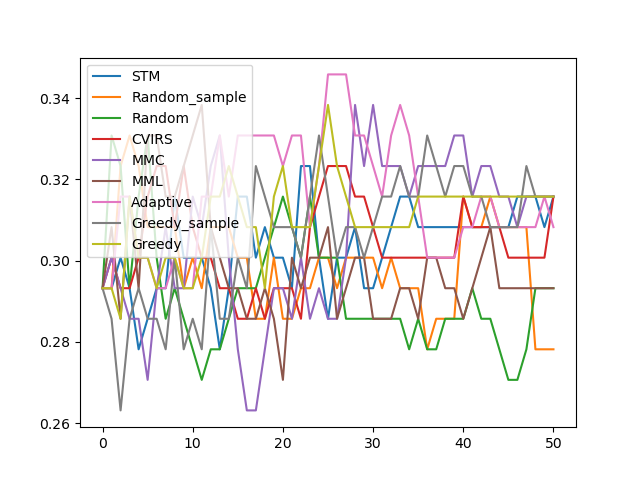 0.34
0.32
0.30
0.28
0.26
0
10
20
30
40
50
STM
Random_sample
Random
CVIRS
MMC
MML
Adaptive
Greedy_sample
Greedy